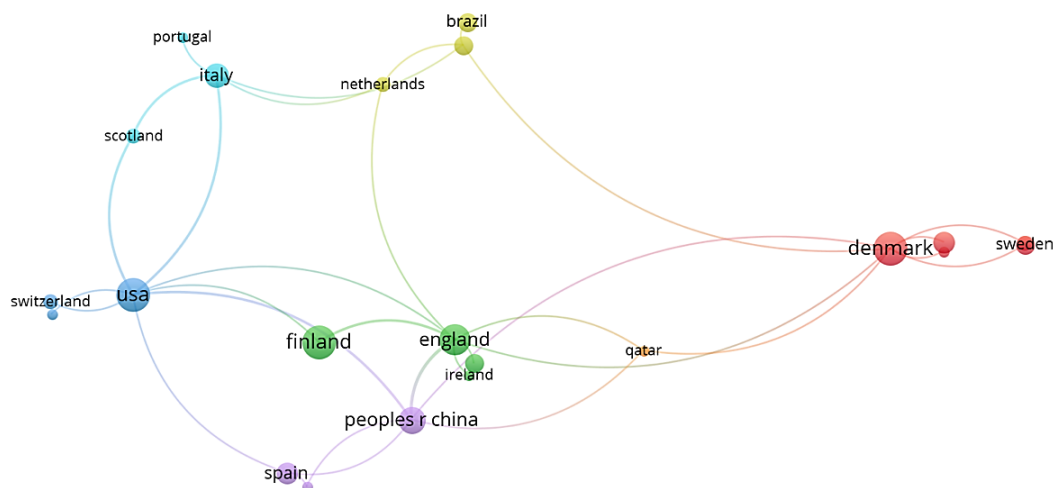 brazil
portugal
italy
netherlands
scotland
denmark
sweden
switzerland
usa
finland
england
qatar
ireland
peoples r china
spain